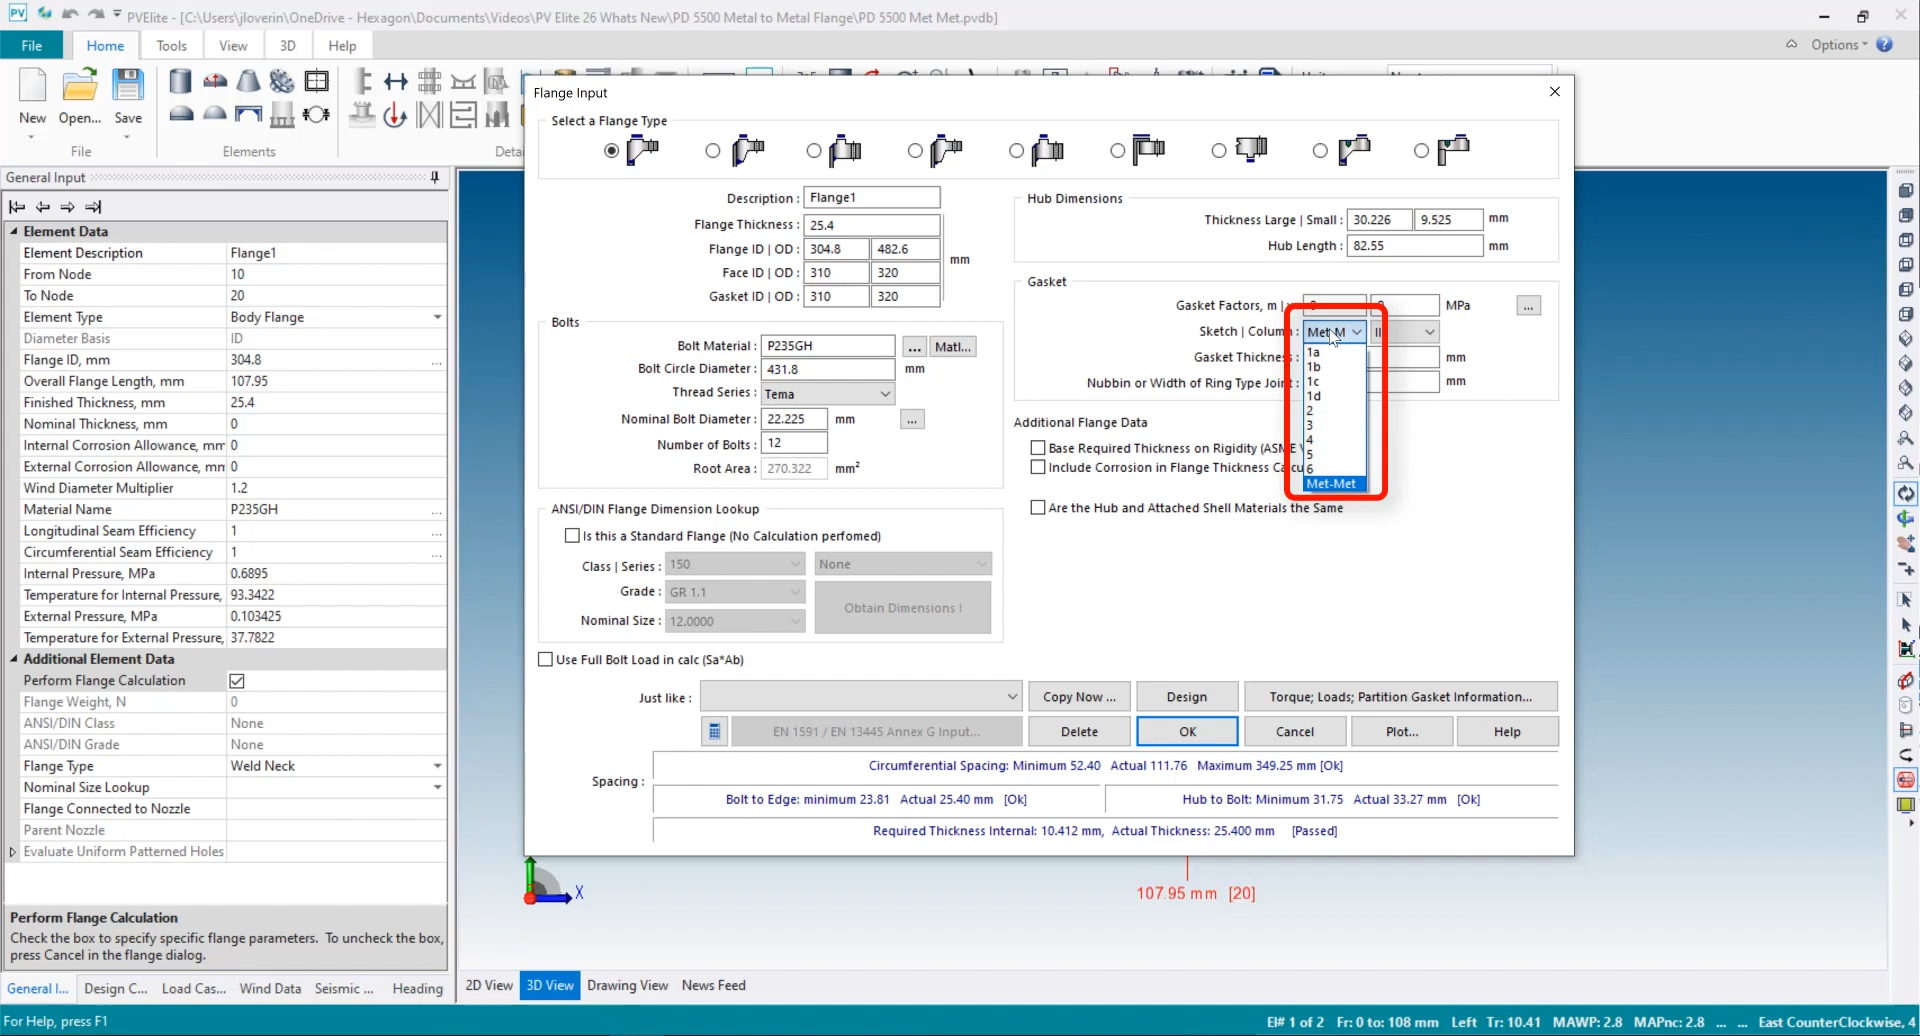 PVElite - [C:\Users\jloverin\OneDrive - Hexagon\Documents\Videos\PV Elite 26 Whats New\PD 5500 Metal to Metal Flange\PD 5500 Met Met.pvdb]
File Home Tools View 3D Help Options
New Open... Save
File Elements
General Input
Element Data
Element Description Flange1
From Node 10
To Node 20
Element Type Body Flange
Diameter Basis ID
Flange ID, mm 304.8 ...
Overall Flange Length, mm 107.95
Finished Thickness, mm 25.4
Nominal Thickness, mm 0
Internal Corrosion Allowance, mm 0
External Corrosion Allowance, mm 0
Wind Diameter Multiplier 1.2
Material Name P235GH ...
Longitudinal Seam Efficiency 1 ...
Circumferential Seam Efficiency 1 ...
Internal Pressure, MPa 0.6895
Temperature for Internal Pressure, 93.3422
External Pressure, MPa 0.103425
Temperature for External Pressure, 37.7822
Additional Element Data
Perform Flange Calculation
Flange Weight, N 0
ANSI/DIN Class None
ANSI/DIN Grade None
Flange Type Weld Neck
Nominal Size Lookup
Flange Connected to Nozzle
Parent Nozzle
Evaluate Uniform Patterned Holes
Perform Flange Calculation
Check the box to specify specific flange parameters. To uncheck the box,
press Cancel in the flange dialog.
General I... Design C... Load Cas... Wind Data Seismic ... Heading
Flange Input
Select a Flange Type
Description : Flange1
Flange Thickness : 25.4
Flange ID | OD : 304.8 482.6
mm
Face ID | OD : 310 320
Gasket ID | OD : 310 320
Bolts
Bolt Material : P235GH ... Matl...
Bolt Circle Diameter : 431.8 mm
Thread Series : Tema
Nominal Bolt Diameter : 22.225 mm ...
Number of Bolts : 12
Root Area : 270.322 mm²
ANSI/DIN Flange Dimension Lookup
Is this a Standard Flange (No Calculation perfomed)
Class | Series : 150 None
Grade : GR 1.1
Obtain Dimensions !
Nominal Size : 12.0000
Use Full Bolt Load in calc (Sa*Ab)
Hub Dimensions
Thickness Large | Small : 30.226 9.525 mm
Hub Length : 82.55 mm
Gasket
Gasket Factors, m | MPa ...
Sketch | Column : Met-M II
1a
Gasket Thickness : mm
1b
Nubbin or Width of Ring Type Joint : mm
1c
1d
2
3
4
5
6
Met-Met
Additional Flange Data
Base Required Thickness on Rigidity (ASME V
Include Corrosion in Flange Thickness Calcu
Are the Hub and Attached Shell Materials the Same
Just like : Copy Now ... Design Torque; Loads; Partition Gasket Information...
EN 1591 / EN 13445 Annex G Input... Delete OK Cancel Plot... Help
Spacing :
Circumferential Spacing: Minimum 52.40 Actual 111.76 Maximum 349.25 mm [Ok]
Bolt to Edge: minimum 23.81 Actual 25.40 mm [Ok] Hub to Bolt: Minimum 31.75 Actual 33.27 mm [Ok]
Required Thickness Internal: 10.412 mm, Actual Thickness: 25.400 mm [Passed]
X
107.95 mm [20]
2D View 3D View Drawing View News Feed
For Help, press F1
El# 1 of 2 Fr: 0 to: 108 mm Left Tr: 10.41 MAWP: 2.8 MAPnc: 2.8 ... ... East CounterClockwise, 4